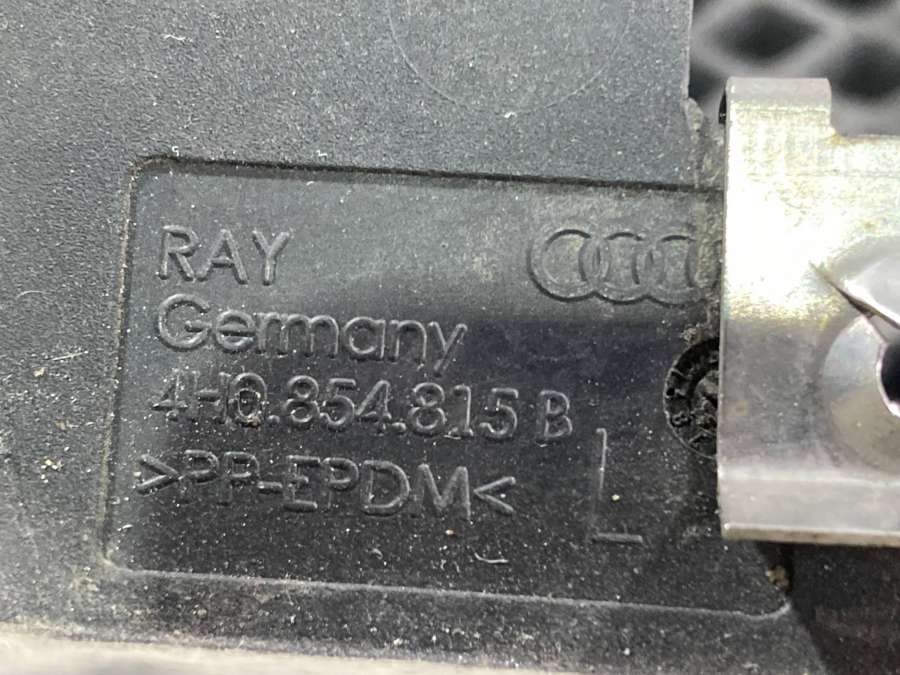 RAY
Germany
4H0.854.815 B
>PP-EPDM<
L